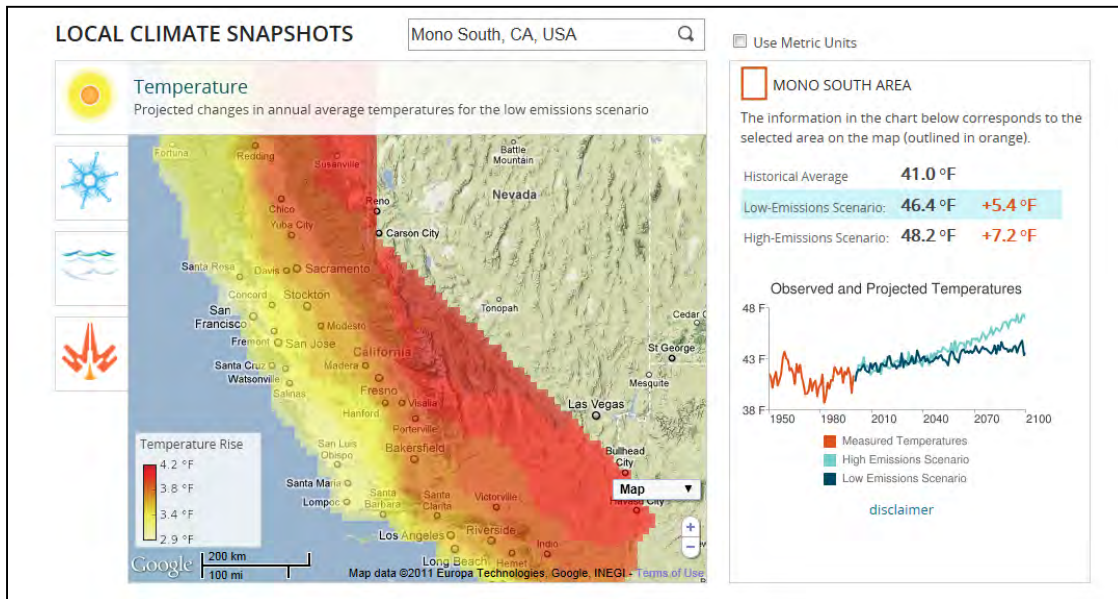 LOCAL CLIMATE SNAPSHOTS
Mono South, CA, USA
Use Metric Units
Temperature
Projected changes in annual average temperatures for the low emissions scenario
MONO SOUTH AREA
The information in the chart below corresponds to the
selected area on the map (outlined in orange).
Historical Average 41.0 °F
Low-Emissions Scenario: 46.4 °F +5.4 °F
High-Emissions Scenario: 48.2 °F +7.2 °F
Observed and Projected Temperatures
48 F
43 F
38 F
1950 1980 2010 2040 2070 2100
Measured Temperatures
High Emissions Scenario
Low Emissions Scenario
disclaimer
Fortuna
Redding
Susanville
Battle
Mountain
Nevada
Chico
Reno
Yuba City
Carson City
Santa Rosa
Davis
Sacramento
Concord
Stockton
Tonopah
San
Francisco
Modesto
Cedar C
Fremont
San Jose
California
St George
Santa Cruz
Madera
Watsonville
Mesquite
Salinas
Fresno
Hanford
Visalia
Las Vegas
Porterville
San Luis
Obispo
Bakersfield
Bullhead
City
Santa Maria
Lompoc
Santa
Barbara
Santa
Clarita
Victorville
Map
Los Angeles
Riverside
Long Beach
Hemet
Indio
Temperature Rise
4.2 °F
3.8 °F
3.4 °F
2.9 °F
+
−
Google
200 km
100 mi
Map data ©2011 Europa Technologies, Google, INEGI - Terms of Use